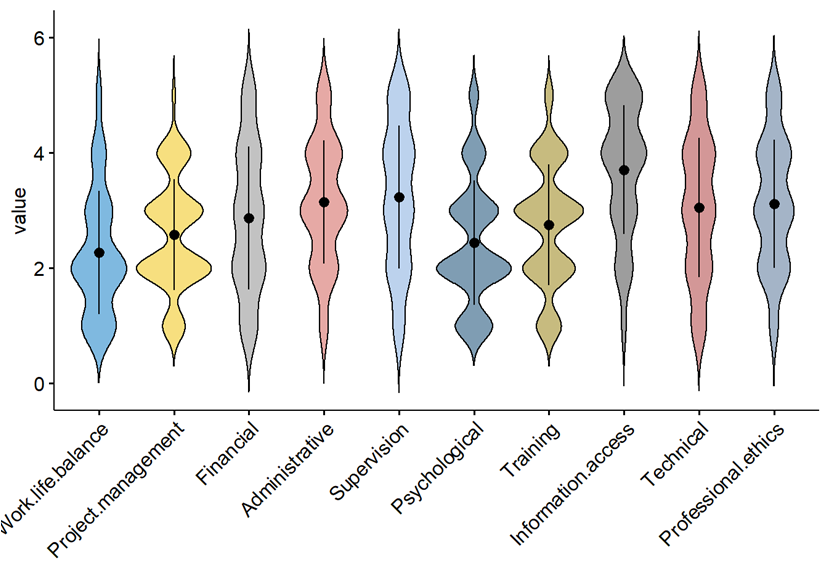 value
6
4
2
0
Work.life.balance
Project.management
Financial
Administrative
Supervision
Psychological
Training
Information.access
Technical
Professional.ethics